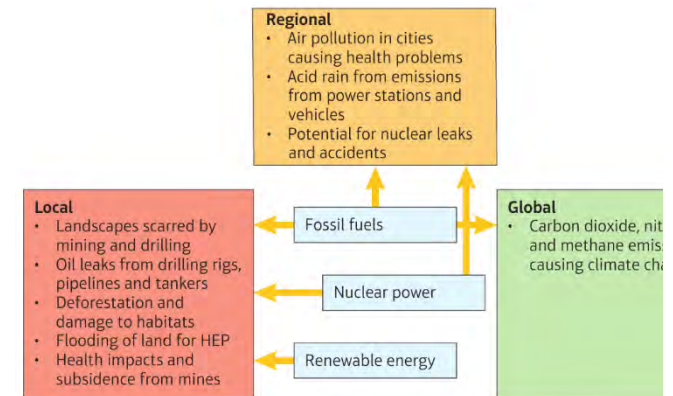 Regional
• Air pollution in cities
causing health problems
• Acid rain from emissions
from power stations and
vehicles
• Potential for nuclear leaks
and accidents
Local
• Landscapes scarred by
mining and drilling
• Oil leaks from drilling rigs,
pipelines and tankers
• Deforestation and
damage to habitats
• Flooding of land for HEP
• Health impacts and
subsidence from mines
Fossil fuels
Nuclear power
Renewable energy
Global
• Carbon dioxide,
and methane
causing climate